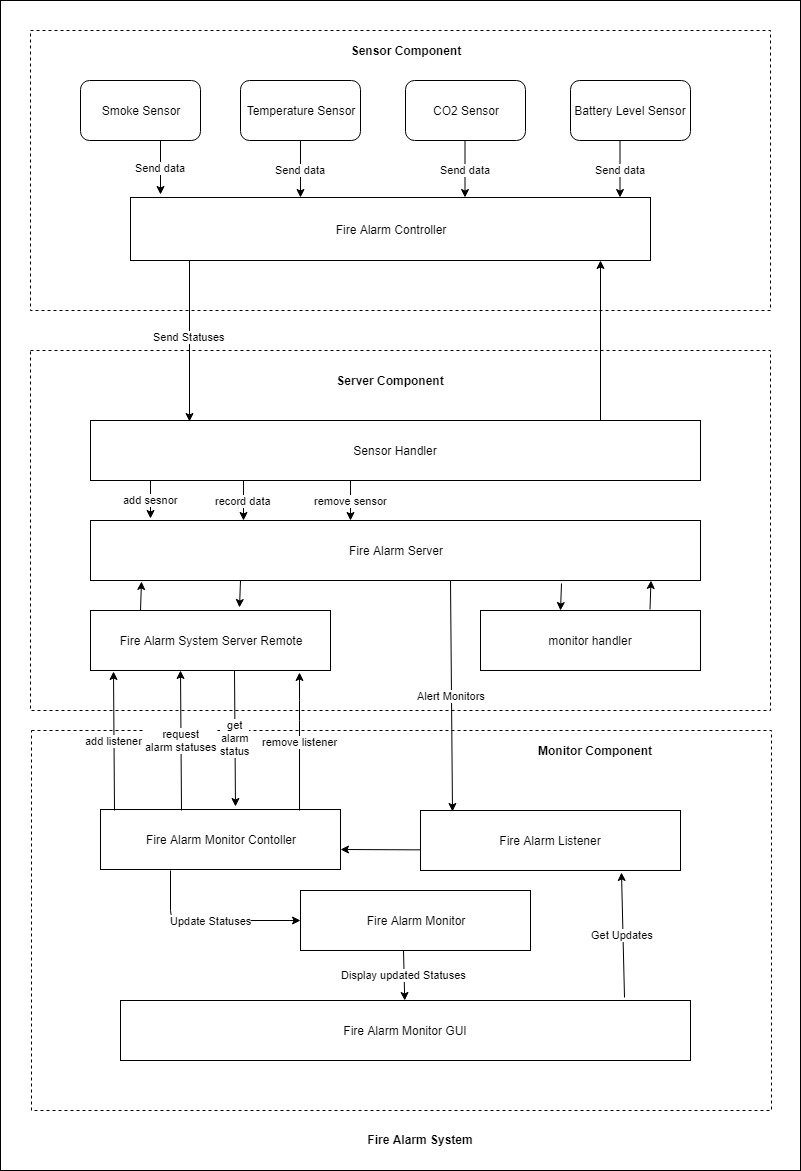 Sensor Component
Smoke Sensor
Temperature Sensor
CO2 Sensor
Battery Level Sensor
Send data
Send data
Send data
Send data
Fire Alarm Controller
Send Statuses
Server Component
Sensor Handler
add sesnor
record data
remove sensor
Fire Alarm Server
Fire Alarm System Server Remote
monitor handler
Alert Monitors
add listener
request
alarm statuses
get
alarm
status
remove listener
Monitor Component
Fire Alarm Monitor Contoller
Fire Alarm Listener
Update Statuses
Fire Alarm Monitor
Get Updates
Display updated Statuses
Fire Alarm Monitor GUI
Fire Alarm System